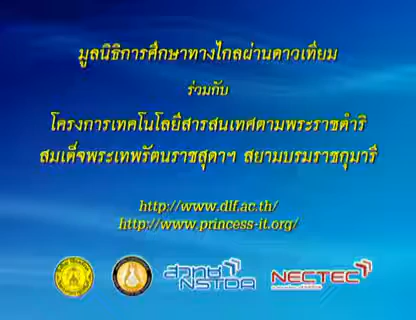 มูลนิธิการศึกษาทางไกลผ่านดาวเทียม
ร่วมกับ
โครงการเทคโนโลยีสารสนเทศตามพระราชดำริ
สมเด็จพระเทพรัตนราชสุดาฯ สยามบรมราชกุมารี
http://www.dlf.ac.th/
http://www.princess-it.org/
สวทช
NSTDA
NECTEC